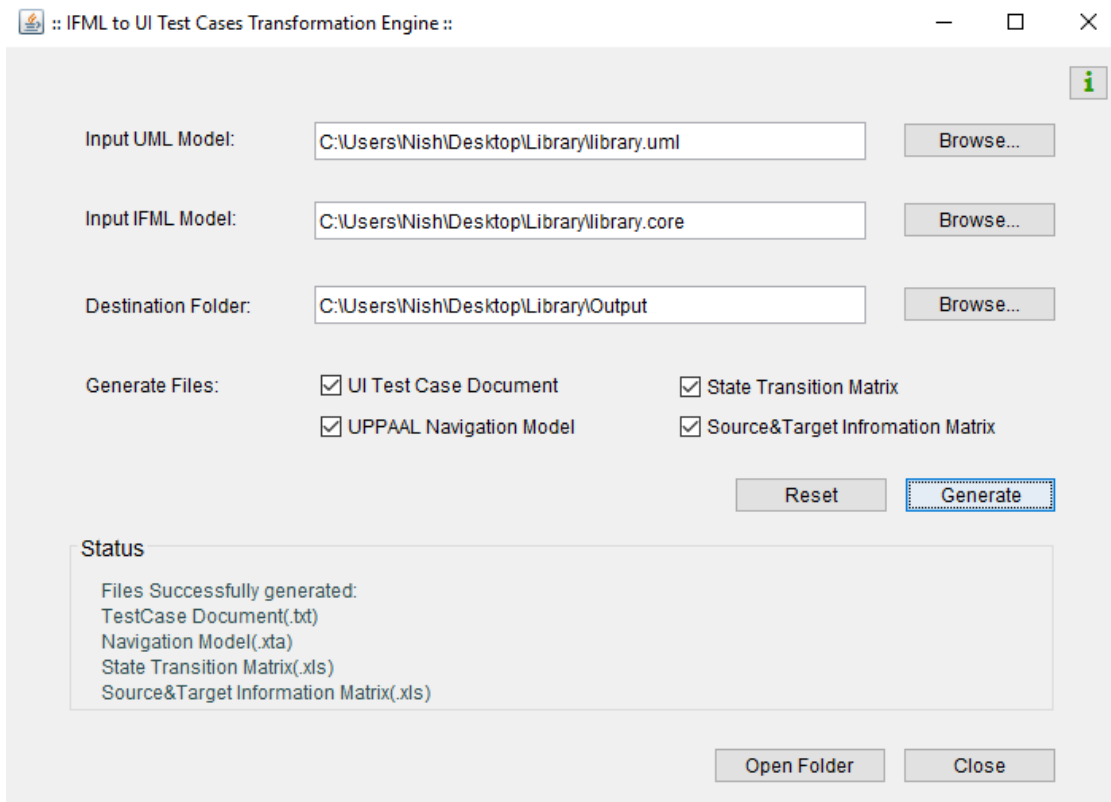 :: IFML to UI Test Cases Transformation Engine ::
i
Input UML Model: C:\Users\Nish\Desktop\Library\library.uml Browse...
Input IFML Model: C:\Users\Nish\Desktop\Library\library.core Browse...
Destination Folder: C:\Users\Nish\Desktop\Library\Output Browse...
Generate Files: UI Test Case Document State Transition Matrix
UPPAAL Navigation Model Source&Target Infromation Matrix
Reset Generate
Status
Files Successfully generated:
TestCase Document(.txt)
Navigation Model(.xta)
State Transition Matrix(.xls)
Source&Target Information Matrix(.xls)
Open Folder Close